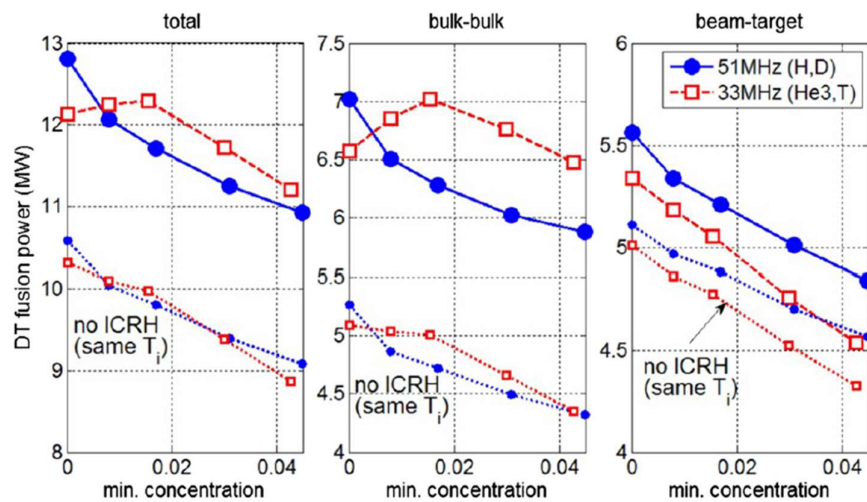 total
bulk-bulk
beam-target
DT fusion power (MW)
13
12
11
10
9
8
no ICRH
(same Ti)
0
0.02
0.04
min. concentration
7.5
7
6.5
6
5.5
5
4.5
4
no ICRH
(same Ti)
0
0.02
0.04
min. concentration
6
5.5
5
4.5
4
51MHz (H,D)
33MHz (He3,T)
no ICRH
(same Ti)
0
0.02
0.04
min. concentration